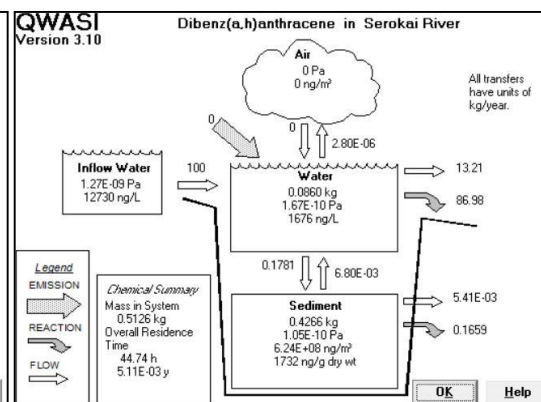 QWASI
Version 3.10
Dibenz(a,h)anthracene in Serokai River
Air
0 Pa
0 ng/m³
All transfers
have units of
kg/year.
0
0
2.80E-06
Inflow Water
1.27E-09 Pa
12730 ng/L
100
Water
0.0860 kg
1.67E-10 Pa
1676 ng/L
13.21
86.98
0.1781
6.80E-03
Legend
EMISSION
REACTION
FLOW
Chemical Summary
Mass in System
0.5126 kg
Overall Residence
Time
44.74 h
5.11E-03 y
Sediment
0.4266 kg
1.05E-10 Pa
6.24E+08 ng/m³
1732 ng/g dry wt
5.41E-03
0.1659
OK
Help